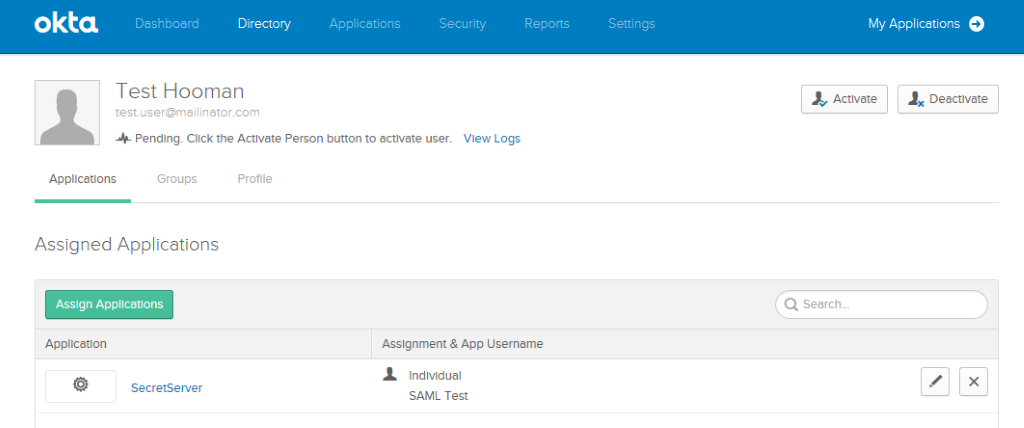 okta Dashboard Directory Applications Security Reports Settings My Applications
Test Hooman
test.user@mailinator.com
Activate Deactivate
Pending. Click the Activate Person button to activate user. View Logs
Applications Groups Profile
Assigned Applications
Assign Applications Search...
Application Assignment & App Username
SecretServer Individual
SAML Test